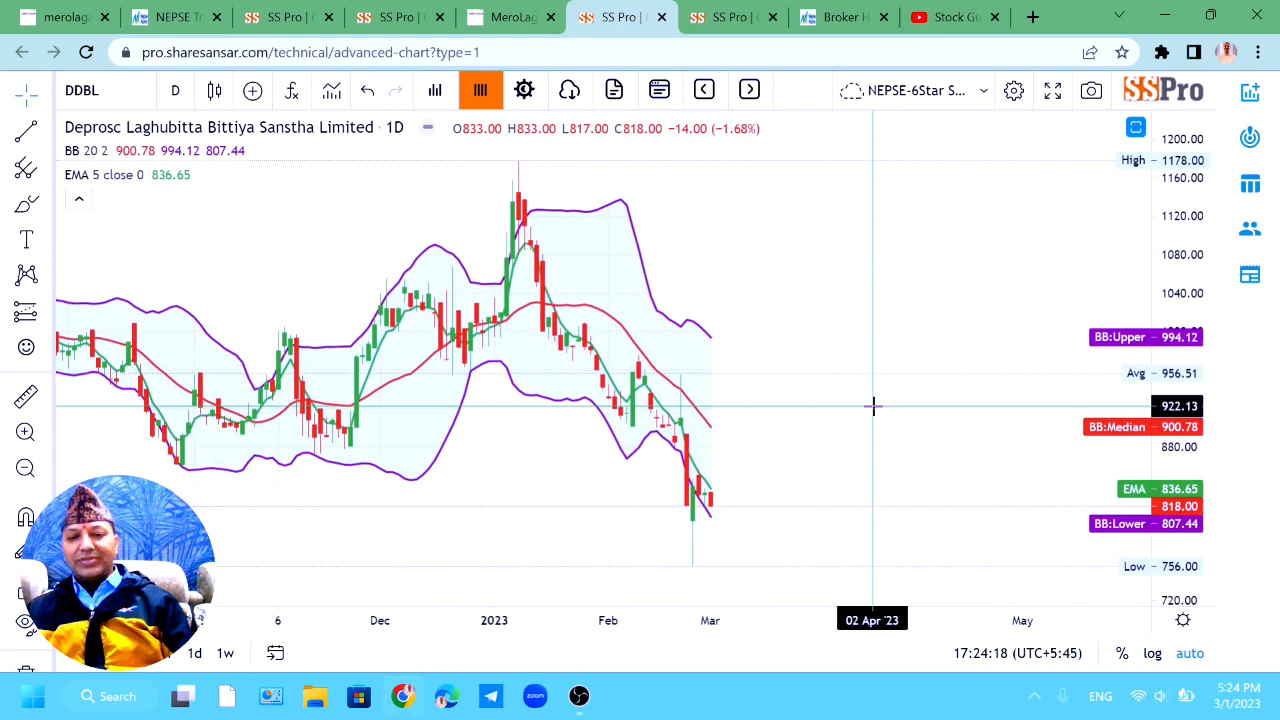 merolaga
NEPSE Tr
SS Pro |
SS Pro |
MeroLag
SS Pro |
SS Pro |
Broker H
Stock Gu
pro.sharesansar.com/technical/advanced-chart?type=1
DDBL
D
NEPSE-6Star S...
SSPro
Deprosc Laghubitta Bittiya Sanstha Limited · 1D
O833.00 H833.00 L817.00 C818.00 −14.00 (−1.68%)
BB 20 2 900.78 994.12 807.44
EMA 5 close 0 836.65
1200.00
High 1178.00
1160.00
1120.00
1080.00
1040.00
BB:Upper 994.12
Avg 956.51
922.13
BB:Median 900.78
880.00
EMA 836.65
818.00
BB:Lower 807.44
Low 756.00
720.00
6 Dec 2023 Feb Mar 02 Apr '23 May
1d 1w
17:24:18 (UTC+5:45) % log auto
Search
zoom
ENG
5:24 PM
3/1/2023